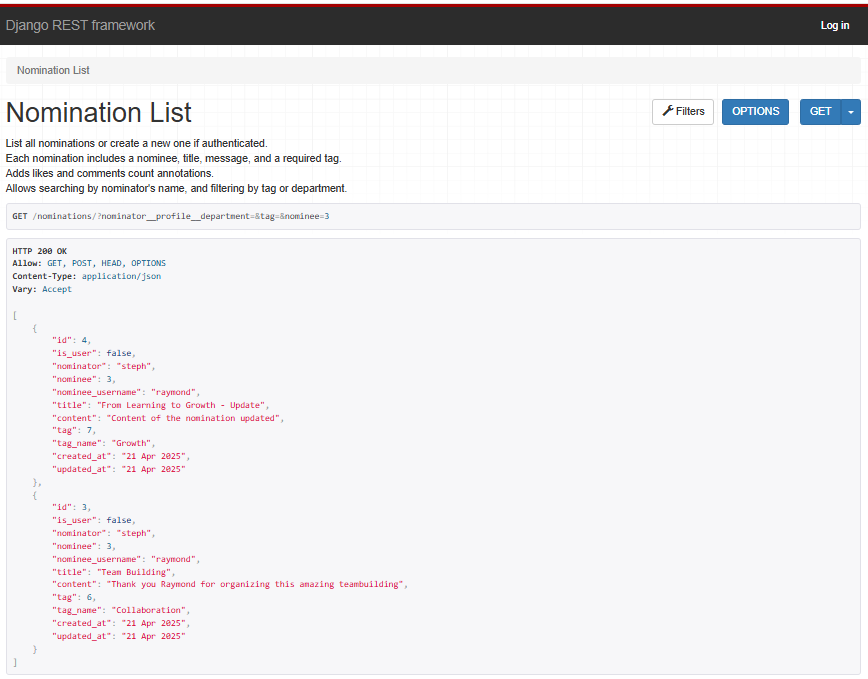 Django REST framework
Log in
Nomination List
Nomination List
Filters
OPTIONS
GET
List all nominations or create a new one if authenticated.
Each nomination includes a nominee, title, message, and a required tag.
Adds likes and comments count annotations.
Allows searching by nominator's name, and filtering by tag or department.
GET /nominations/?nominator__profile__department=&tag=&nominee=3
HTTP 200 OK
Allow: GET, POST, HEAD, OPTIONS
Content-Type: application/json
Vary: Accept
[
    {
        "id": 4,
        "is_user": false,
        "nominator": "steph",
        "nominee": 3,
        "nominee_username": "raymond",
        "title": "From Learning to Growth - Update",
        "content": "Content of the nomination updated",
        "tag": 7,
        "tag_name": "Growth",
        "created_at": "21 Apr 2025",
        "updated_at": "21 Apr 2025"
    },
    {
        "id": 3,
        "is_user": false,
        "nominator": "steph",
        "nominee": 3,
        "nominee_username": "raymond",
        "title": "Team Building",
        "content": "Thank you Raymond for organizing this amazing teambuilding",
        "tag": 6,
        "tag_name": "Collaboration",
        "created_at": "21 Apr 2025",
        "updated_at": "21 Apr 2025"
    }
]